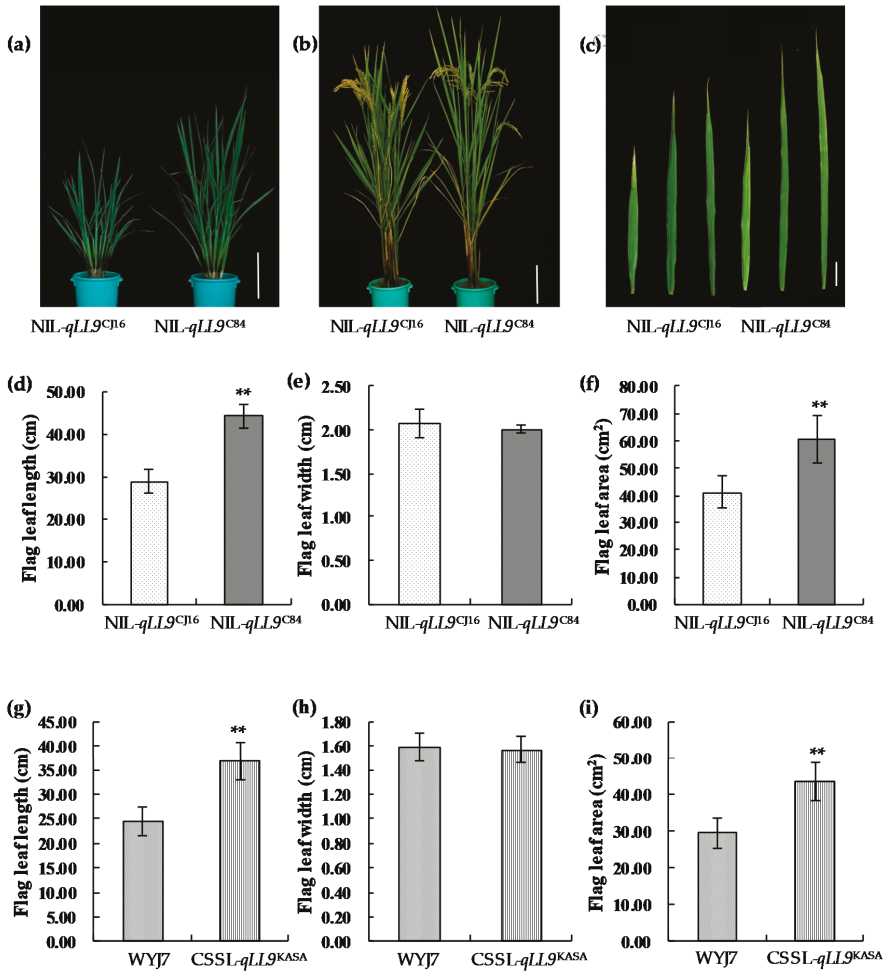 (a)
(b)
(c)
NIL-qLL9CJ16 NIL-qLL9C84
NIL-qLL9CJ16 NIL-qLL9C84
NIL-qLL9CJ16 NIL-qLL9C84
(d)
Flag leaf length (cm)
50.00
40.00
30.00
20.00
10.00
0.00
**
NIL-qLL9CJ16 NIL-qLL9C84
(e)
Flag leaf width (cm)
2.50
2.00
1.50
1.00
0.50
0.00
NIL-qLL9CJ16 NIL-qLL9C84
(f)
Flag leaf area (cm2)
80.00
70.00
60.00
50.00
40.00
30.00
20.00
10.00
0.00
**
NIL-qLL9CJ16 NIL-qLL9C84
(g)
Flag leaf length (cm)
45.00
40.00
35.00
30.00
25.00
20.00
15.00
10.00
5.00
0.00
**
WYJ7 CSSL-qLL9KASA
(h)
Flag leaf width (cm)
1.80
1.60
1.40
1.20
1.00
0.80
0.60
0.40
0.20
0.00
WYJ7 CSSL-qLL9KASA
(i)
Flag leaf area (cm2)
60.00
50.00
40.00
30.00
20.00
10.00
0.00
**
WYJ7 CSSL-qLL9KASA